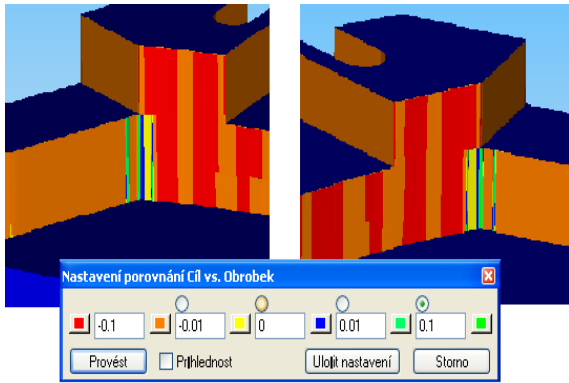 Nastavení porovnání Cíl vs. Obrobek
-0.1 -0.01 0 0.01 0.1
Provést Průhlednost Uložit nastavení Storno